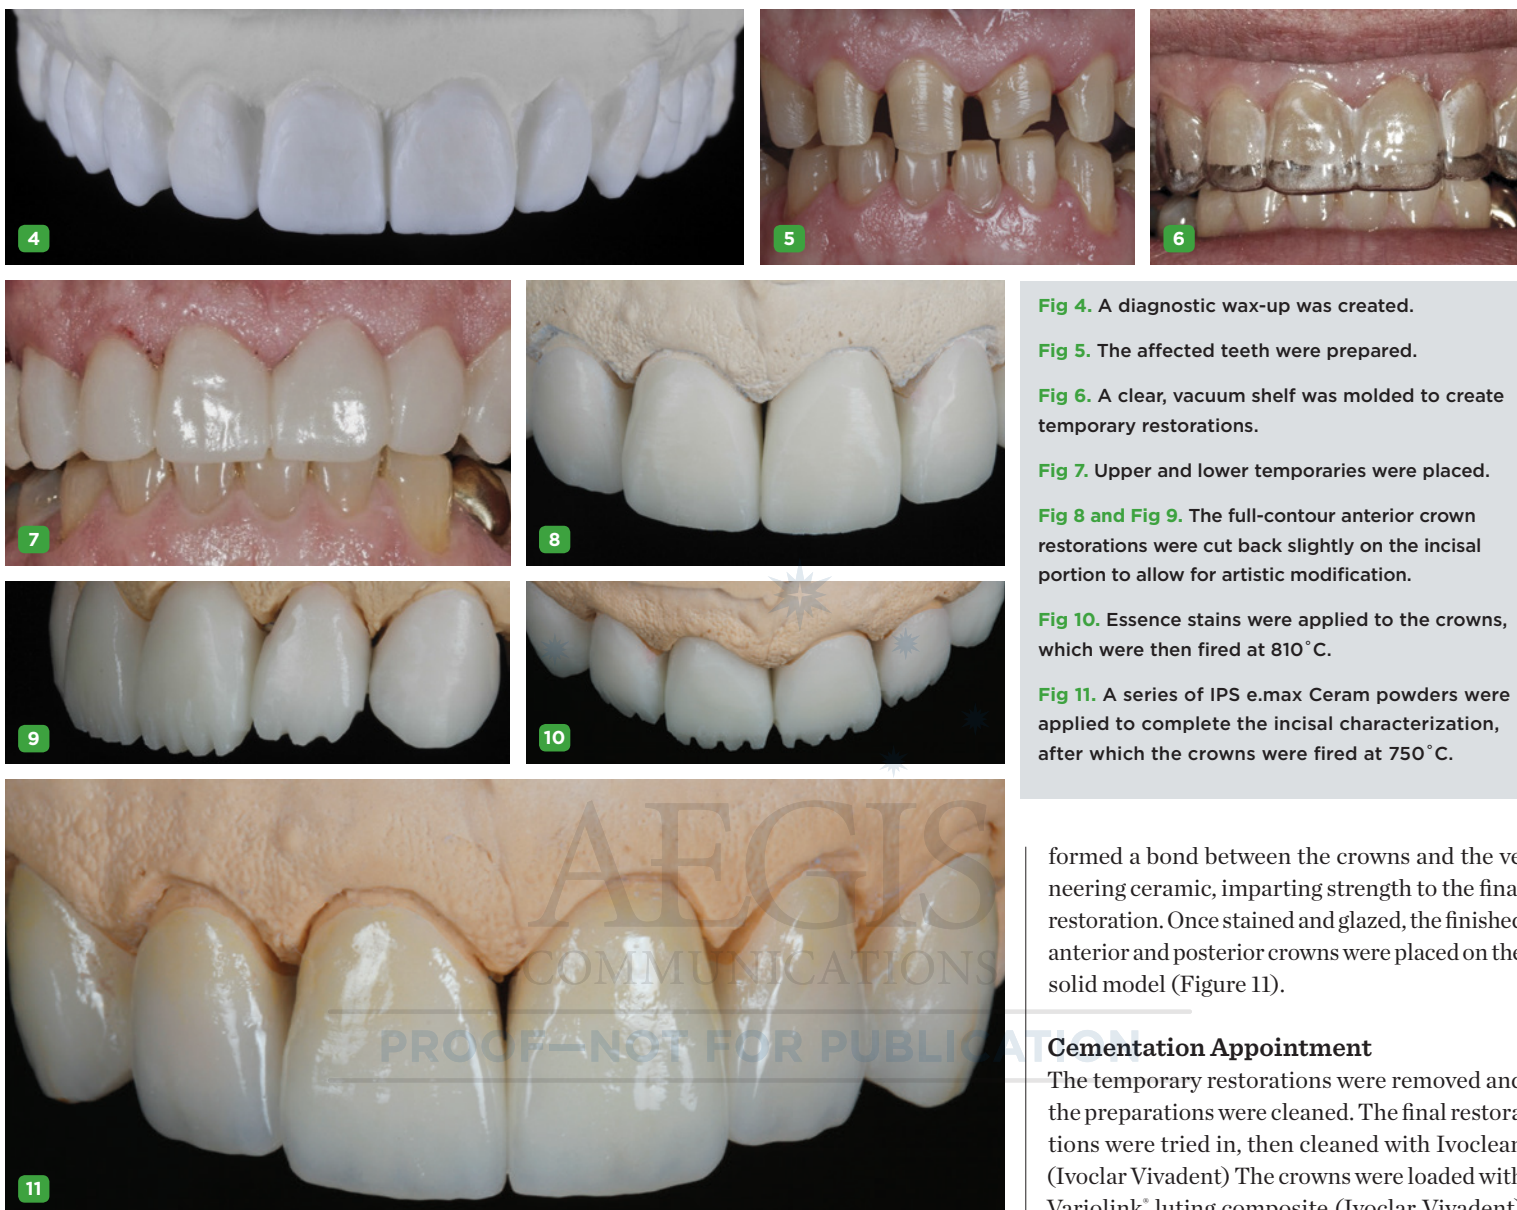 4
5
6
7
8
9
10
11
Fig 4. A diagnostic wax-up was created.
Fig 5. The affected teeth were prepared.
Fig 6. A clear, vacuum shelf was molded to create
temporary restorations.
Fig 7. Upper and lower temporaries were placed.
Fig 8 and Fig 9. The full-contour anterior crown
restorations were cut back slightly on the incisal
portion to allow for artistic modification.
Fig 10. Essence stains were applied to the crowns,
which were then fired at 810˚C.
Fig 11. A series of IPS e.max Ceram powders were
applied to complete the incisal characterization,
after which the crowns were fired at 750˚C.
AEGIS
COMMUNICATIONS
PROOF—NOT FOR PUBLICATION
formed a bond between the crowns and the ve
neering ceramic, imparting strength to the fina
restoration. Once stained and glazed, the finished
anterior and posterior crowns were placed on the
solid model (Figure 11).
Cementation Appointment
The temporary restorations were removed and
the preparations were cleaned. The final restora
tions were tried in, then cleaned with Ivoclean
(Ivoclar Vivadent) The crowns were loaded with
Variolink® luting composite (Ivoclar Vivadent)